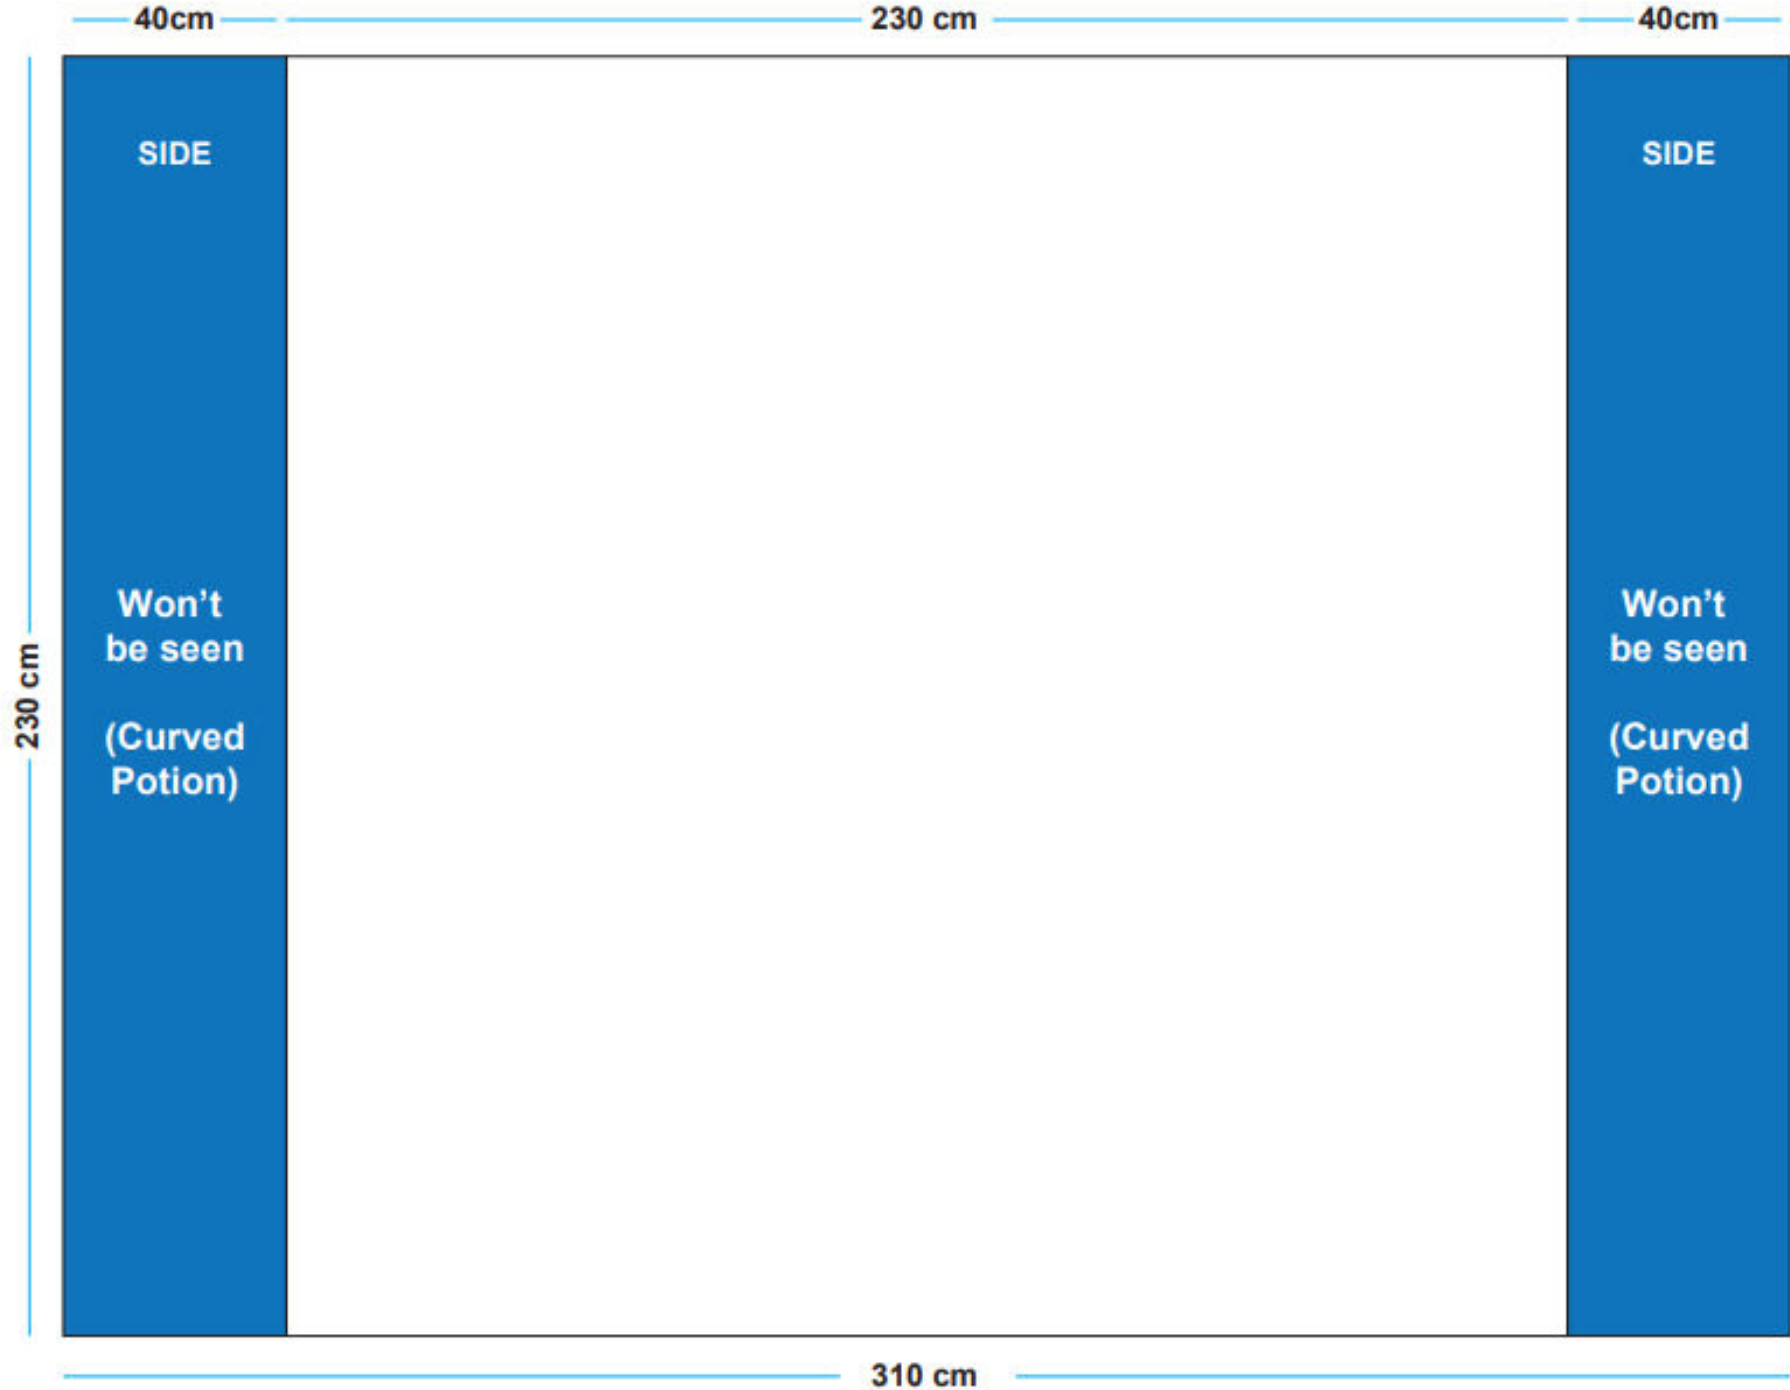 40cm
230 cm
40cm
SIDE
SIDE
Won’t
be seen
(Curved
Potion)
230 cm
Won’t
be seen
(Curved
Potion)
310 cm